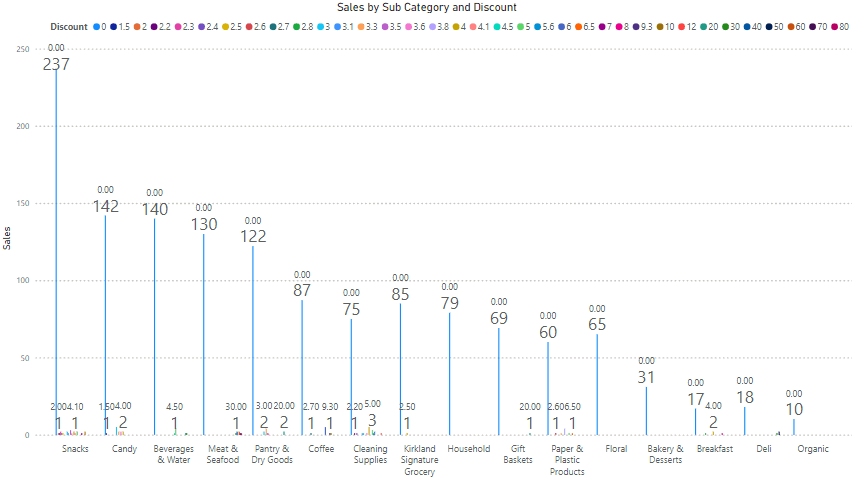 Sales by Sub Category and Discount
Discount 0 1.5 2 2.2 2.3 2.4 2.5 2.6 2.7 2.8 3 3.1 3.3 3.5 3.6 3.8 4 4.1 4.5 5 5.6 6 6.5 7 8 9.3 10 12 20 30 40 50 60 70 80
250
0.00
237
200
150
0.00
142
0.00
140
0.00
130
0.00
122
100
0.00
87
0.00
75
0.00
85
0.00
79
0.00
69
0.00
60
0.00
65
50
0.00
31
0.00
17
0.00
18
0.00
10
2.00 4.10 1.50 4.00 4.50 30.00 3.00 20.00 2.70 9.30 2.20 5.00 2.50 20.00 2.60 6.50 4.00
1 1 1 2 1 1 2 2 1 1 1 3 1 1 1 1 2
0
Sales
Snacks
Candy
Beverages
& Water
Meat &
Seafood
Pantry &
Dry Goods
Coffee
Cleaning
Supplies
Kirkland
Signature
Grocery
Household
Gift
Baskets
Paper &
Plastic
Products
Floral
Bakery &
Desserts
Breakfast
Deli
Organic